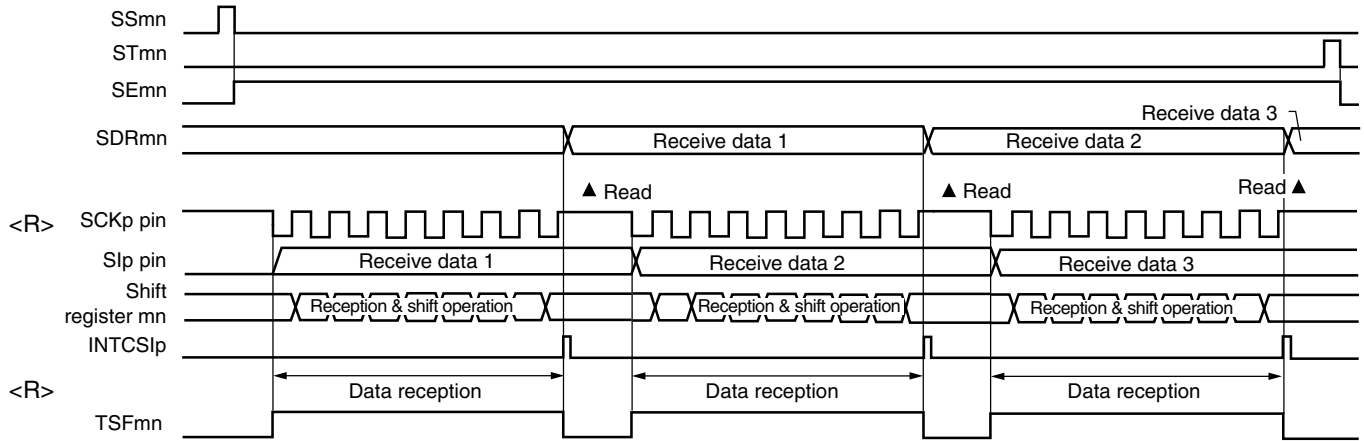 SSmn
STmn
SEmn
Receive data 3
SDRmn Receive data 1 Receive data 2
▲ Read ▲ Read Read ▲
<R> SCKp pin
SIp pin Receive data 1 Receive data 2 Receive data 3
Shift
register mn Reception & shift operation Reception & shift operation Reception & shift operation
INTCSIp
<R> Data reception Data reception Data reception
TSFmn